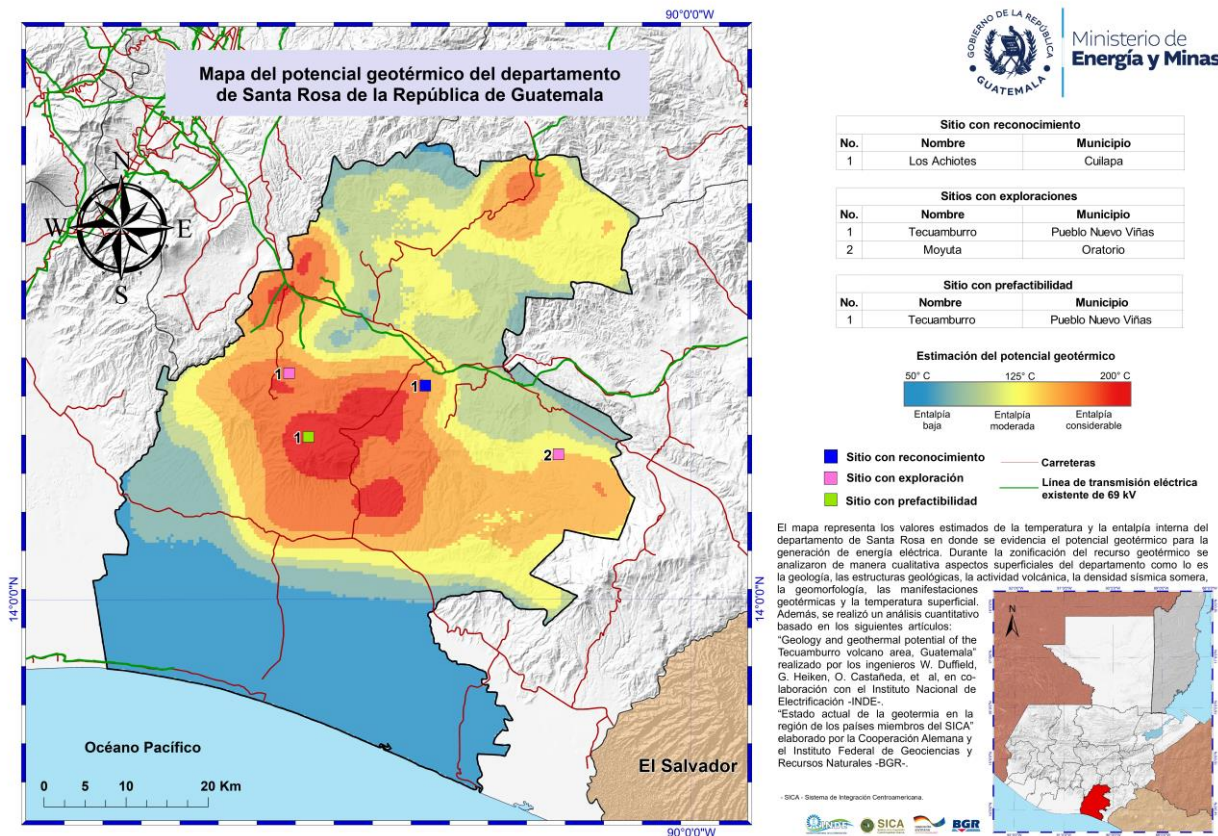 90°0'0"W
Mapa del potencial geotérmico del departamento
de Santa Rosa de la República de Guatemala
N
W E
S
1
1
1
2
14°0'0"N
14°0'0"N
Océano Pacífico
El Salvador
0 5 10 20 Km
90°0'0"W
GOBIERNO DE LA REPÚBLICA
GUATEMALA
Ministerio de
Energía y Minas
Sitio con reconocimiento
No. Nombre Municipio
1 Los Achiotes Cuilapa
Sitios con exploraciones
No. Nombre Municipio
1 Tecuamburro Pueblo Nuevo Viñas
2 Moyuta Oratorio
Sitio con prefactibilidad
No. Nombre Municipio
1 Tecuamburro Pueblo Nuevo Viñas
Estimación del potencial geotérmico
50° C 125° C 200° C
Entalpía Entalpía Entalpía
baja moderada considerable
Sitio con reconocimiento
Sitio con exploración
Sitio con prefactibilidad
Carreteras
Línea de transmisión eléctrica
existente de 69 kV
El mapa representa los valores estimados de la temperatura y la entalpía interna del
departamento de Santa Rosa en donde se evidencia el potencial geotérmico para la
generación de energía eléctrica. Durante la zonificación del recurso geotérmico se
analizaron de manera cualitativa aspectos superficiales del departamento como lo es
la geología, las estructuras geológicas, la actividad volcánica, la densidad sísmica somera,
la geomorfología, las manifestaciones
geotérmicas y la temperatura superficial.
Además, se realizó un análisis cuantitativo
basado en los siguientes artículos:
"Geology and geothermal potential of the
Tecuamburro volcano area, Guatemala"
realizado por los ingenieros W. Duffield,
G. Heiken, O. Castañeda, et al, en co-
laboración con el Instituto Nacional de
Electrificación -INDE-.
"Estado actual de la geotermia en la
región de los países miembros del SICA"
elaborado por la Cooperación Alemana y
el Instituto Federal de Geociencias y
Recursos Naturales -BGR-.
N
- SICA - Sistema de Integración Centroamericana.
INDE
SICA
BGR